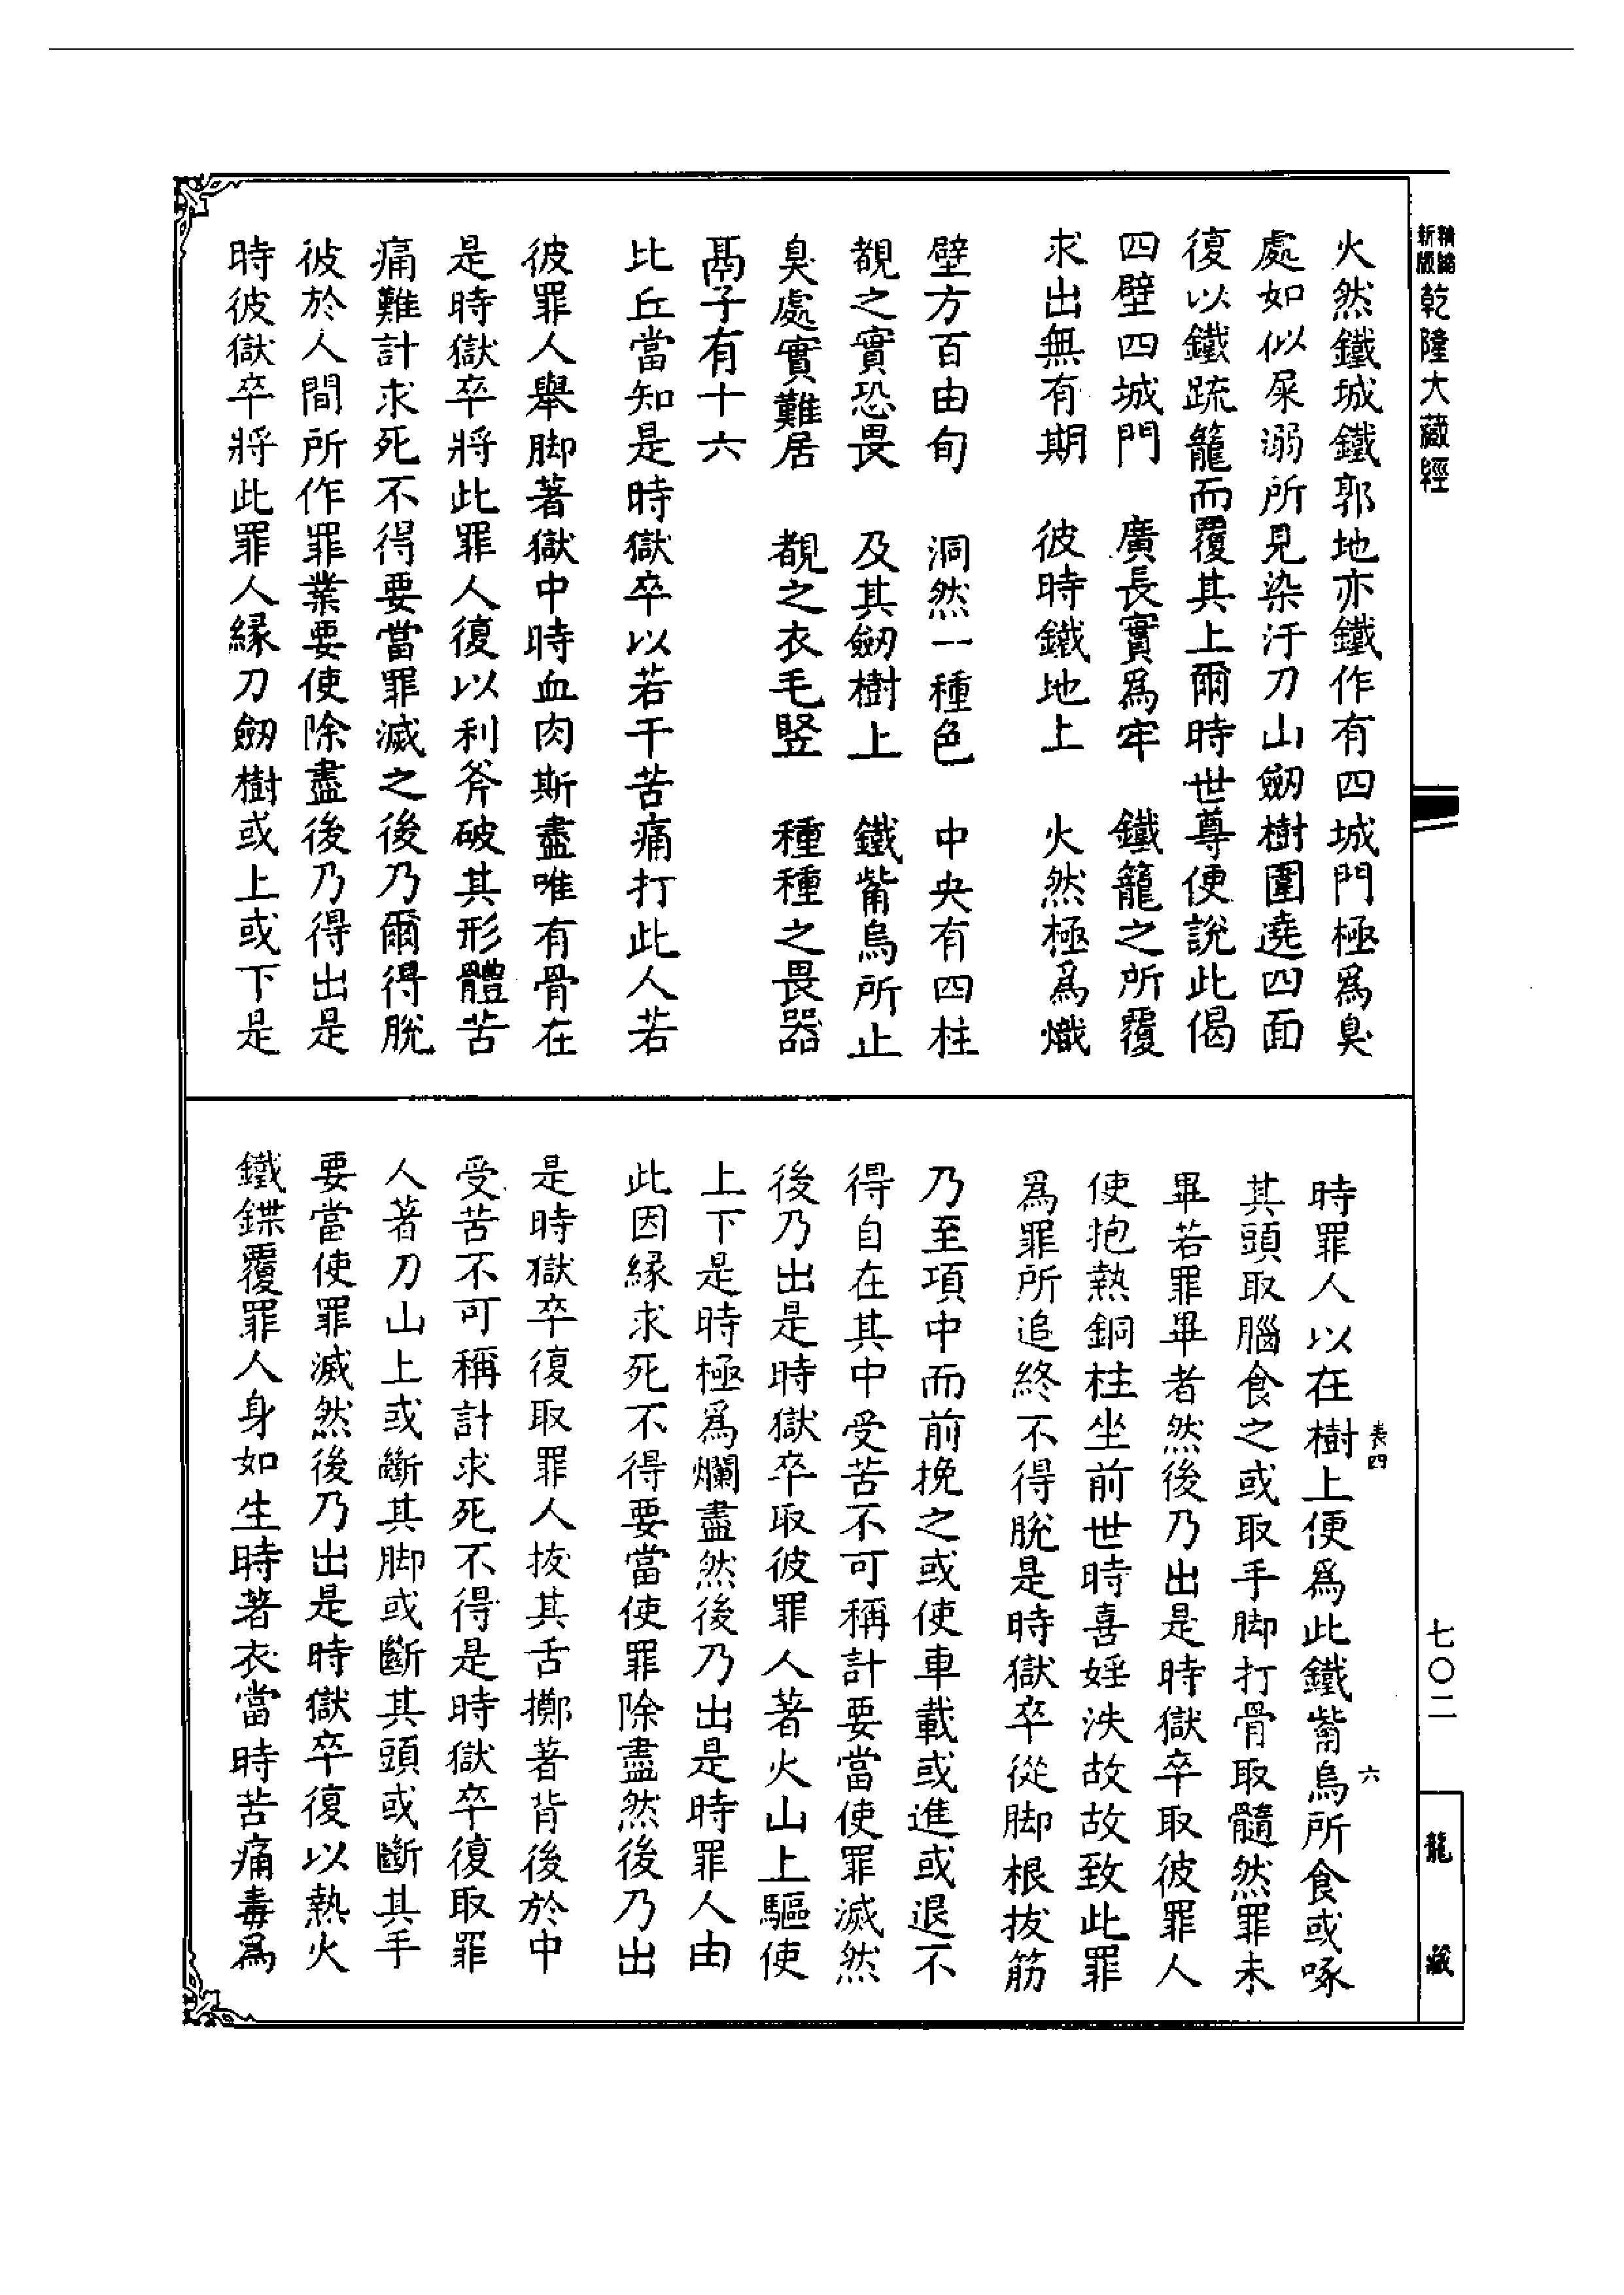 新版 精繪 乾隆大藏經
火然鐵城鐵郭地亦鐵作有四城門極爲臭
處如似屎溺所見染汙刀山劒樹圍遶四面
復以鐵疏籠而覆其上爾時世尊便説此偈
四壁四城門　廣長實爲牢　鐵籠之所覆
求出無有期　彼時鐵地上　火然極爲熾
壁方百由旬　洞然一種色　中央有四柱
覩之實恐畏　及其劒樹上　鐵觜烏所止
臭處實難居　覩之衣毛竪　種種之畏器
鬲子有十六
比丘當知是時獄卒以若干苦痛打此人若
彼罪人舉脚著獄中時血肉斯盡唯有骨在
是時獄卒將此罪人復以利斧破其形體苦
痛難計求死不得要當罪滅之後乃爾得脫
彼於人間所作罪業要使除盡後乃得出是
時彼獄卒將此罪人緣刀劒樹或上或下是
時罪人以在樹上便爲此鐵觜烏所食或啄
其頭取腦食之或取手脚打骨取髓然罪未
畢若罪畢者然後乃出是時獄卒取彼罪人
使抱熱銅柱坐前世時喜婬泆故故致此罪
爲罪所追終不得脫是時獄卒從脚根拔筋
乃至項中而前挽之或使車載或進或退不
得自在其中受苦不可稱計要當使罪滅然
後乃出是時獄卒取彼罪人著火山上驅使
上下是時極爲爛盡然後乃出是時罪人由
此因緣求死不得要當使罪除盡然後乃出
是時獄卒復取罪人拔其舌擲著背後於中
受苦不可稱計求死不得是時獄卒復取罪
人著刀山上或斷其脚或斷其頭或斷其手
要當使罪滅然後乃出是時獄卒復以熱火
鐵鍱覆罪人身如生時著衣當時苦痛毒爲
表四
六
七〇二
龍藏